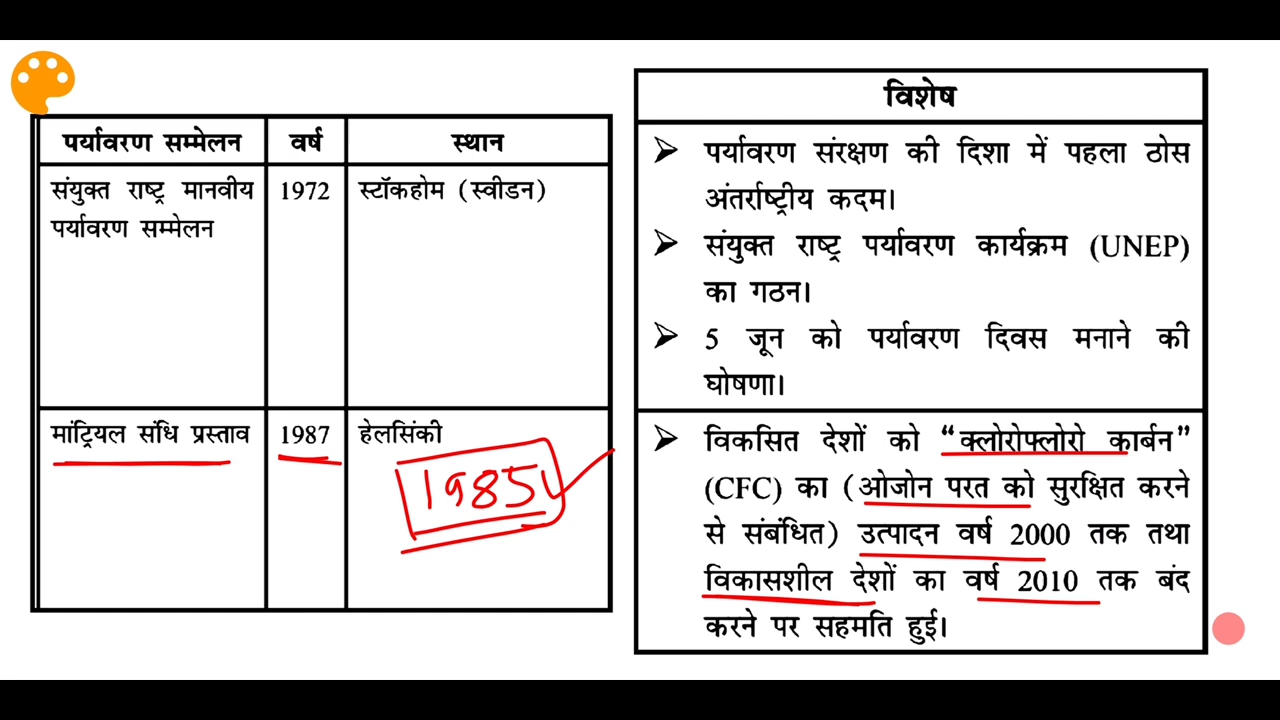 पर्यावरण सम्मेलन वर्ष स्थान
संयुक्त राष्ट्र मानवीय 1972 स्टॉकहोम (स्वीडन)
पर्यावरण सम्मेलन
मांट्रियल संधि प्रस्ताव 1987 हेलसिंकी
1985
विशेष
➢ पर्यावरण संरक्षण की दिशा में पहला ठोस
अंतर्राष्ट्रीय कदम।
➢ संयुक्त राष्ट्र पर्यावरण कार्यक्रम (UNEP)
का गठन।
➢ 5 जून को पर्यावरण दिवस मनाने की
घोषणा।
➢ विकसित देशों को “क्लोरोफ्लोरो कार्बन”
(CFC) का (ओजोन परत को सुरक्षित करने
से संबंधित) उत्पादन वर्ष 2000 तक तथा
विकासशील देशों का वर्ष 2010 तक बंद
करने पर सहमति हुई।